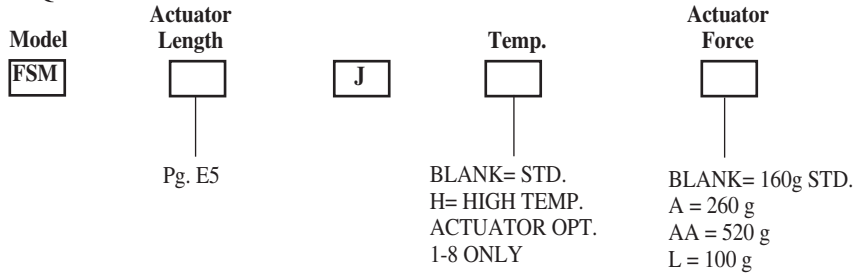 Actuator Actuator
Model Length Temp. Force
FSM J
Pg. E5 BLANK= STD. BLANK= 160g STD.
H= HIGH TEMP. A = 260 g
ACTUATOR OPT. AA = 520 g
1-8 ONLY L = 100 g